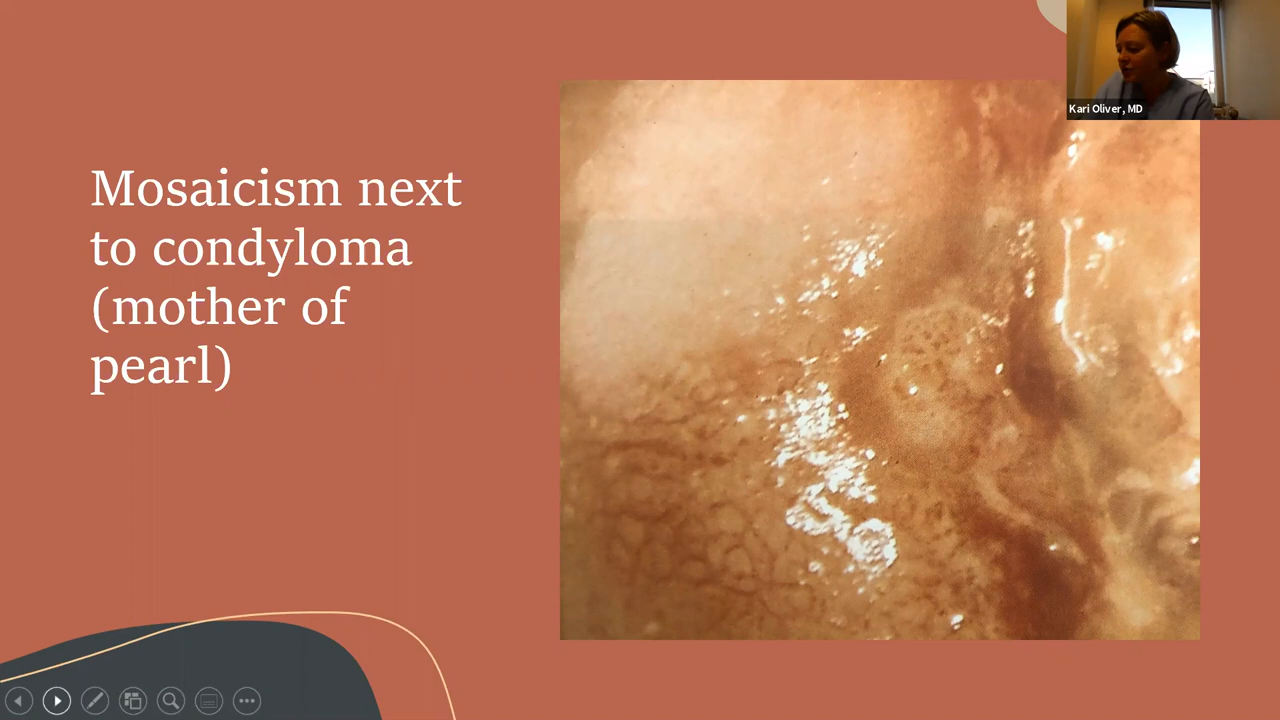 Mosaicism next
to condyloma
(mother of
pearl)
Kari Oliver, MD